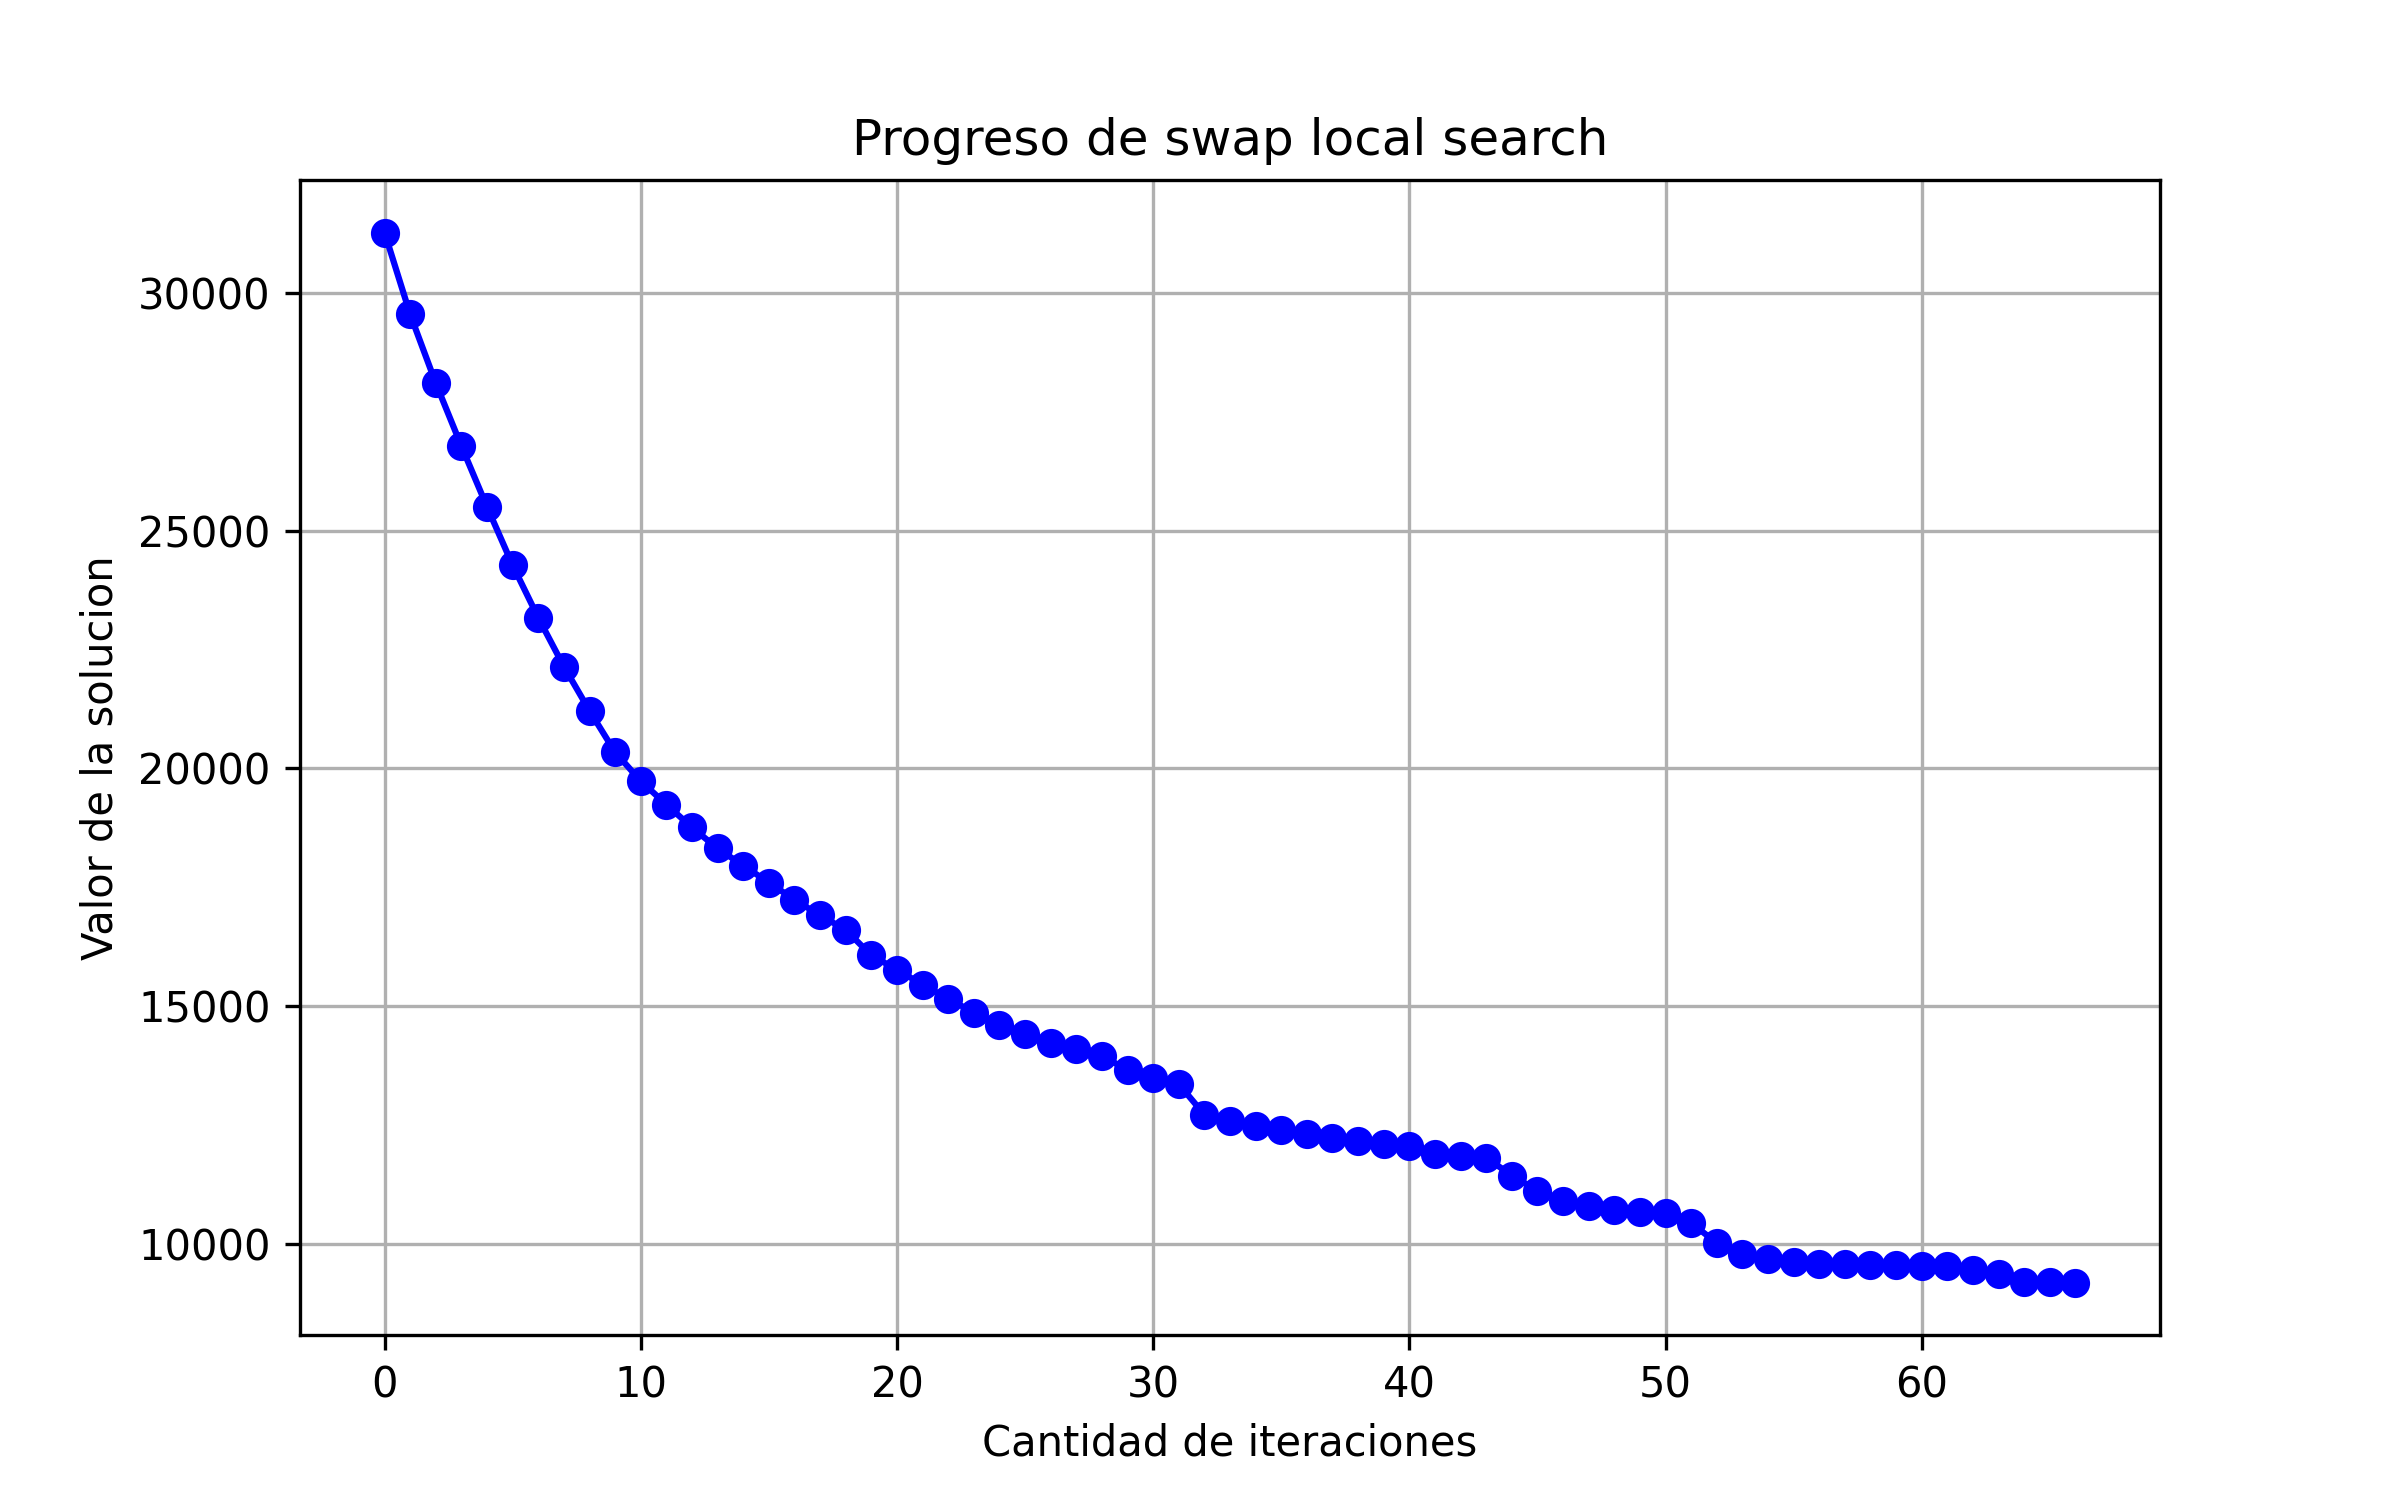 Progreso de swap local search
Valor de la solucion
30000
25000
20000
15000
10000
0 10 20 30 40 50 60
Cantidad de iteraciones